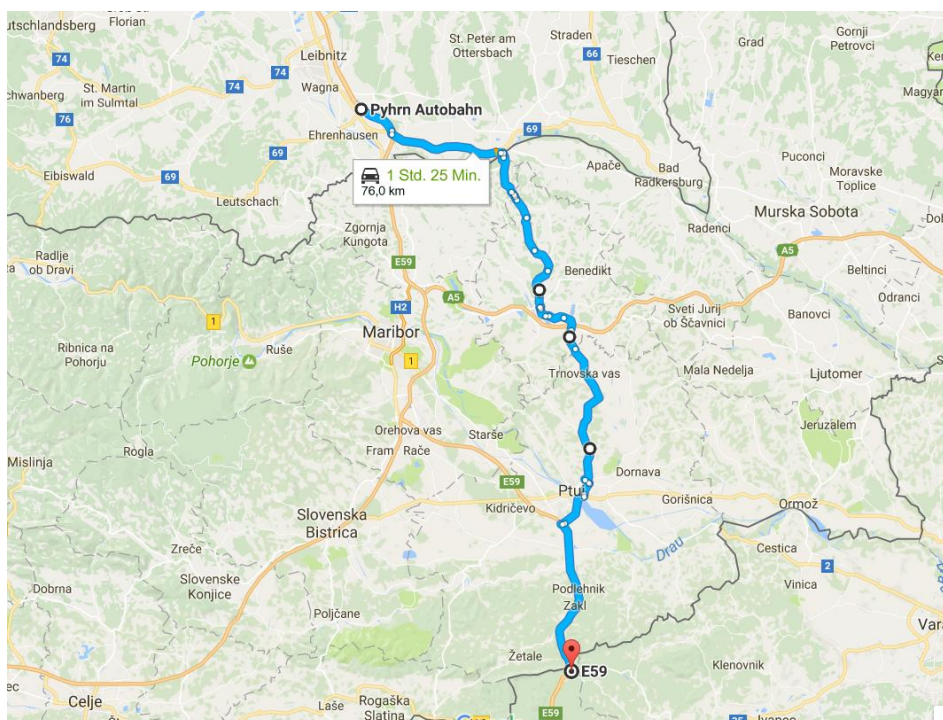 Florian
Deutschlandsberg
Leibnitz
St. Peter am
Ottersbach
Straden
Gornji
Petrovci
Grad
66
74
74
74
Tieschen
St. Martin
im Sulmtal
Wagna
Schwanberg
Magyar
76
Pyhrn Autobahn
Ehrenhausen
69
69
69
Eibiswald
Leutschach
1 Std. 25 Min.
76,0 km
Apače
Bad
Radkersburg
Puconci
Moravske
Toplice
Murska Sobota
Radenci
Zgornja
Kungota
Radlje
ob Dravi
E59
Benedikt
A5
Beltinci
Odranci
H2
A5
Sveti Jurij
ob Ščavnici
Banovci
1
Maribor
Ribnica na
Pohorju
Ruše
Pohorje
1
Trnovska vas
Mala Nedelja
Ljutomer
Jeruzalem
Orehova vas
Starše
Mislinja
Rogla
Fram
Rače
Dornava
E59
Ptuj
Gorišnica
Ormož
Kidričevo
Slovenska
Bistrica
Drau
Cestica
Zreče
2
Dobrna
Slovenske
Konjice
Podlehnik
Vinica
Zakl
Poljčane
Žetale
E59
Klenovnik
Celje
Laše
Rogaška
Slatina
E59
35
Ivanec